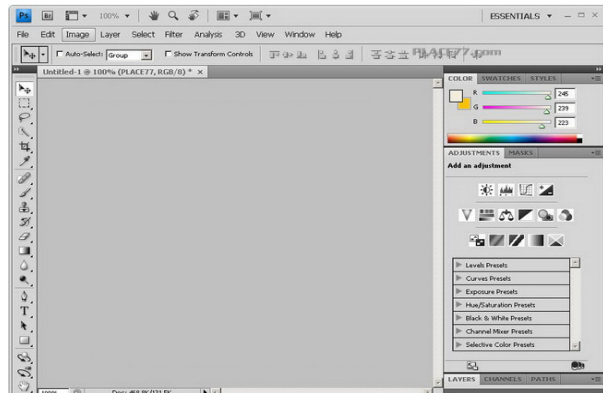 Ps Br 100% ESSENTIALS
File Edit Image Layer Select Filter Analysis 3D View Window Help
Auto-Select: Group Show Transform Controls PLACE77.com
Untitled-1 @ 100% (PLACE77, RGB/8) * ×
COLOR SWATCHES STYLES
R 245
G 239
B 223
ADJUSTMENTS MASKS
Add an adjustment
Levels Presets
Curves Presets
Exposure Presets
Hue/Saturation Presets
Black & White Presets
Channel Mixer Presets
Selective Color Presets
LAYERS CHANNELS PATHS
100%